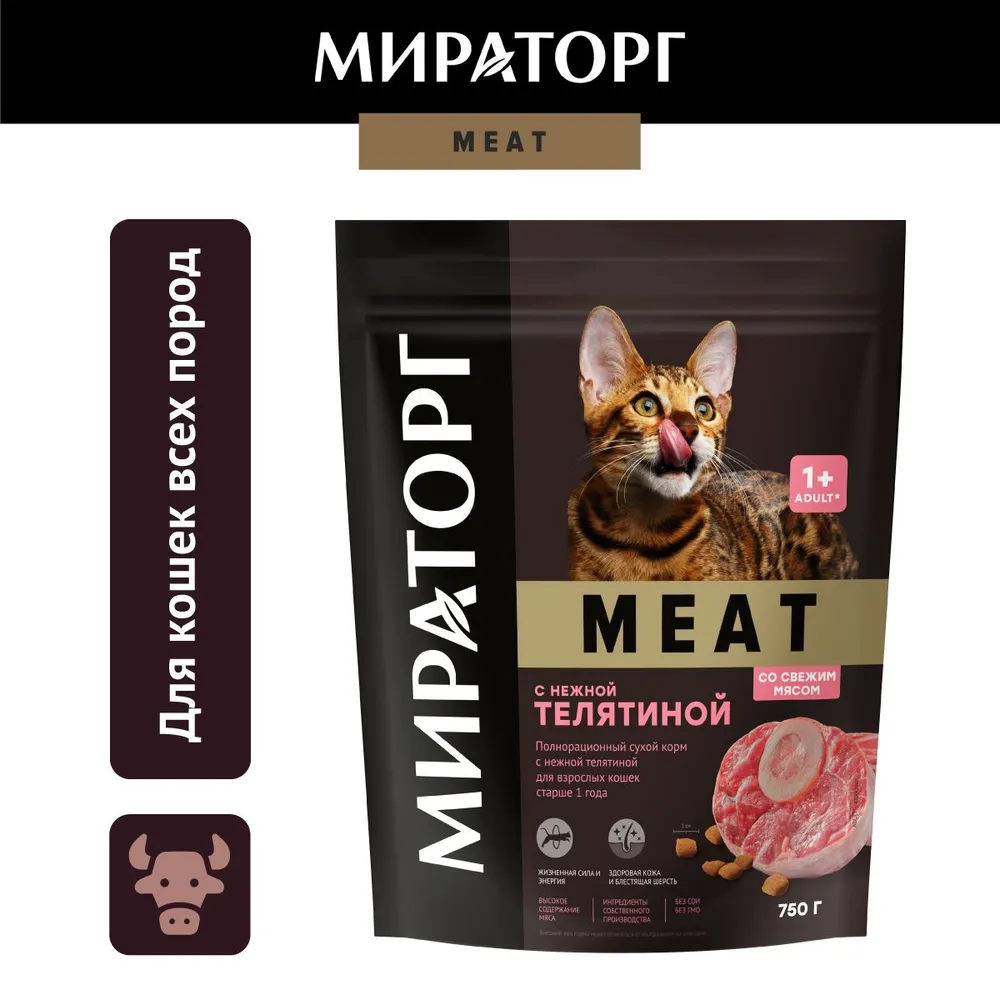 МИРАТОРГ
MEAT
Для кошек всех пород
МИРАТОРГ
1+
ADULT*
MEAT
СО СВЕЖИМ
МЯСОМ
С НЕЖНОЙ
ТЕЛЯТИНОЙ
Полнорационный сухой корм
с нежной телятиной
для взрослых кошек
старше 1 года
1 см
ЖИЗНЕННАЯ СИЛА И
ЭНЕРГИЯ
ЗДОРОВАЯ КОЖА
И БЛЕСТЯЩАЯ ШЕРСТЬ
ВЫСОКОЕ
СОДЕРЖАНИЕ
МЯСА
ИНГРЕДИЕНТЫ
СОБСТВЕННОГО
ПРОИЗВОДСТВА
БЕЗ СОИ
БЕЗ ГМО
750 Г